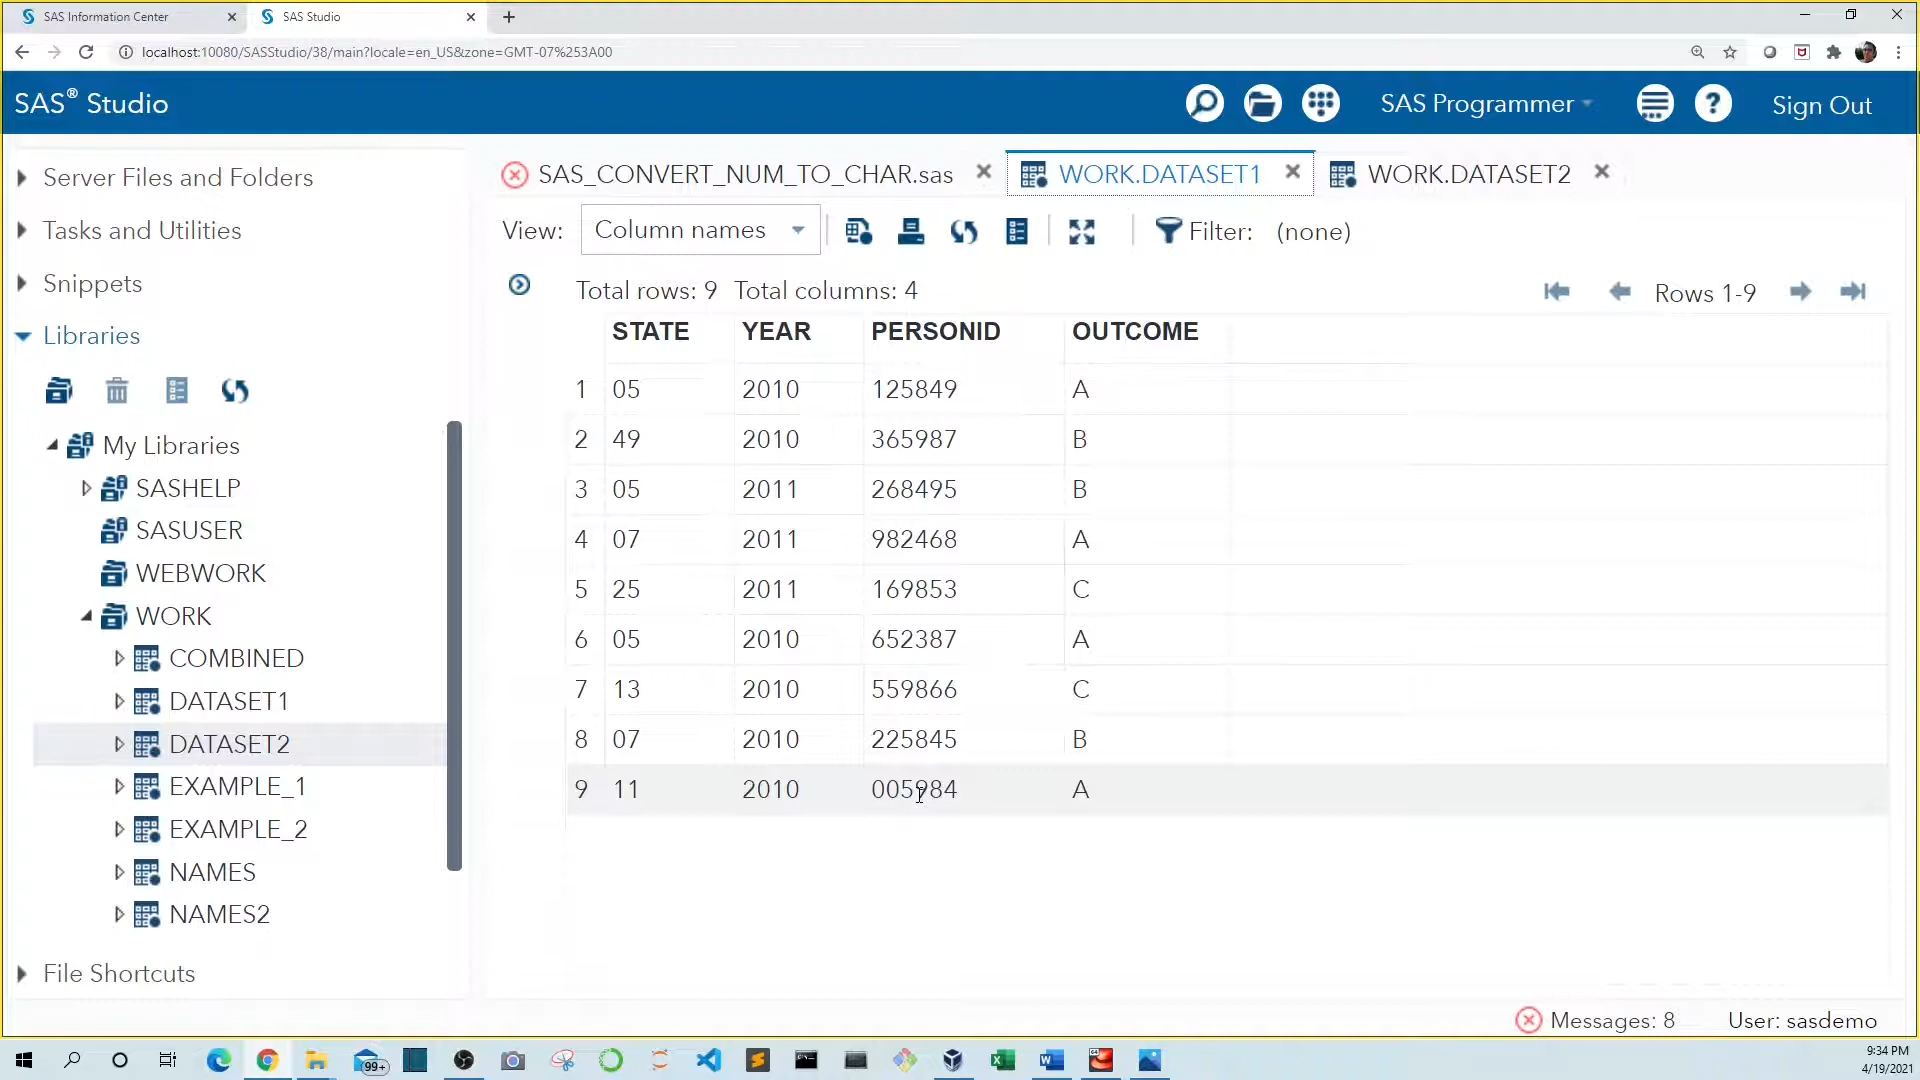 SAS Information Center
SAS Studio
localhost:10080/SASStudio/38/main?locale=en_US&zone=GMT-07%253A00
SAS® Studio
SAS Programmer
Sign Out
Server Files and Folders
Tasks and Utilities
Snippets
Libraries
My Libraries
SASHELP
SASUSER
WEBWORK
WORK
COMBINED
DATASET1
DATASET2
EXAMPLE_1
EXAMPLE_2
NAMES
NAMES2
File Shortcuts
SAS_CONVERT_NUM_TO_CHAR.sas
WORK.DATASET1
WORK.DATASET2
View: Column names
Filter: (none)
Total rows: 9 Total columns: 4
Rows 1-9
STATE YEAR PERSONID OUTCOME
1 05 2010 125849 A
2 49 2010 365987 B
3 05 2011 268495 B
4 07 2011 982468 A
5 25 2011 169853 C
6 05 2010 652387 A
7 13 2010 559866 C
8 07 2010 225845 B
9 11 2010 005984 A
Messages: 8
User: sasdemo
99+
9:34 PM
4/19/2021